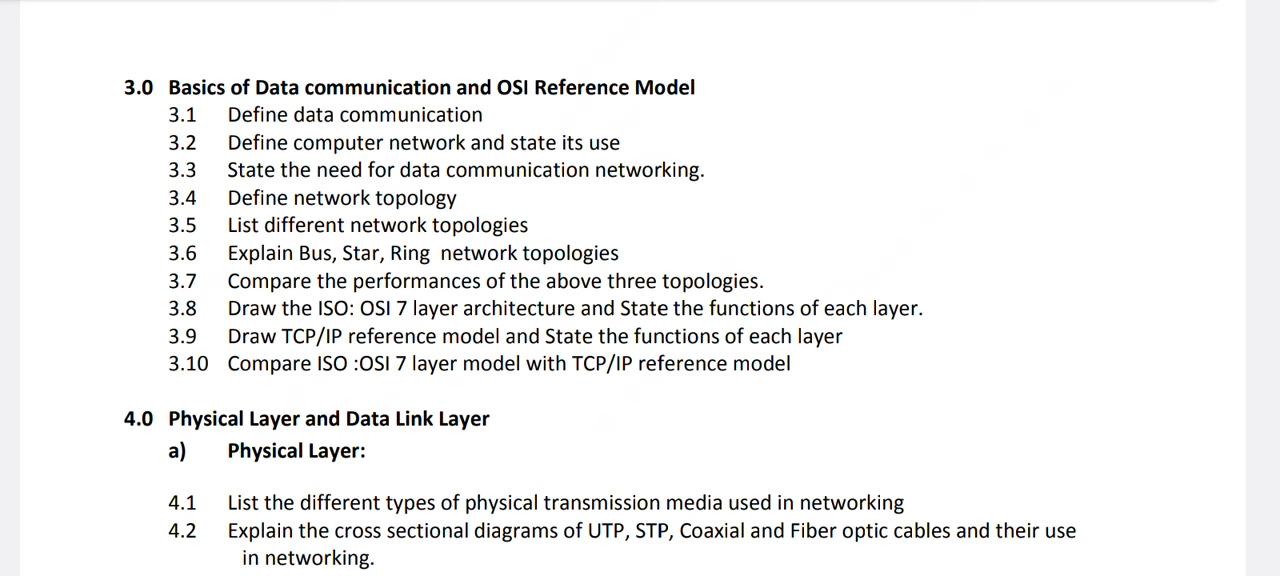 3.0 Basics of Data communication and OSI Reference Model
3.1 Define data communication
3.2 Define computer network and state its use
3.3 State the need for data communication networking.
3.4 Define network topology
3.5 List different network topologies
3.6 Explain Bus, Star, Ring network topologies
3.7 Compare the performances of the above three topologies.
3.8 Draw the ISO: OSI 7 layer architecture and State the functions of each layer.
3.9 Draw TCP/IP reference model and State the functions of each layer
3.10 Compare ISO :OSI 7 layer model with TCP/IP reference model
4.0 Physical Layer and Data Link Layer
a) Physical Layer:
4.1 List the different types of physical transmission media used in networking
4.2 Explain the cross sectional diagrams of UTP, STP, Coaxial and Fiber optic cables and their use
in networking.